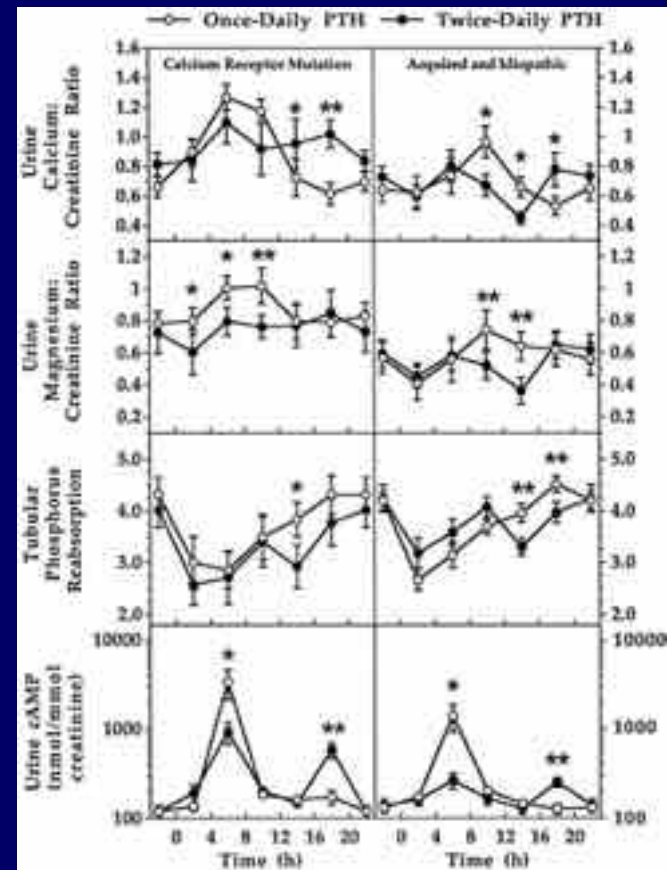 Once-Daily PTH Twice-Daily PTH
Calcium Receptor Mutation
Acquired and Idiopathic
Urine
Calcium:
Creatinine Ratio
1.6
1.4
1.2
1.0
0.8
0.6
0.4
* **
* * *
1.6
1.4
1.2
1
0.8
0.6
0.4
Urine
Magnesium:
Creatinine Ratio
1.2
1
0.8
0.6
0.4
0.2
* * **
** **
1.2
1
0.8
0.6
0.4
0.2
Tubular
Phosphorus
Reabsorption
5.0
4.0
3.0
2.0
*
** **
5.0
4.0
3.0
2.0
Urine cAMP
(nmol/mmol
creatinine)
10000
1000
100
* **
* **
10000
1000
100
0 4 8 12 16 20
0 4 8 12 16 20
Time (h)
Time (h)